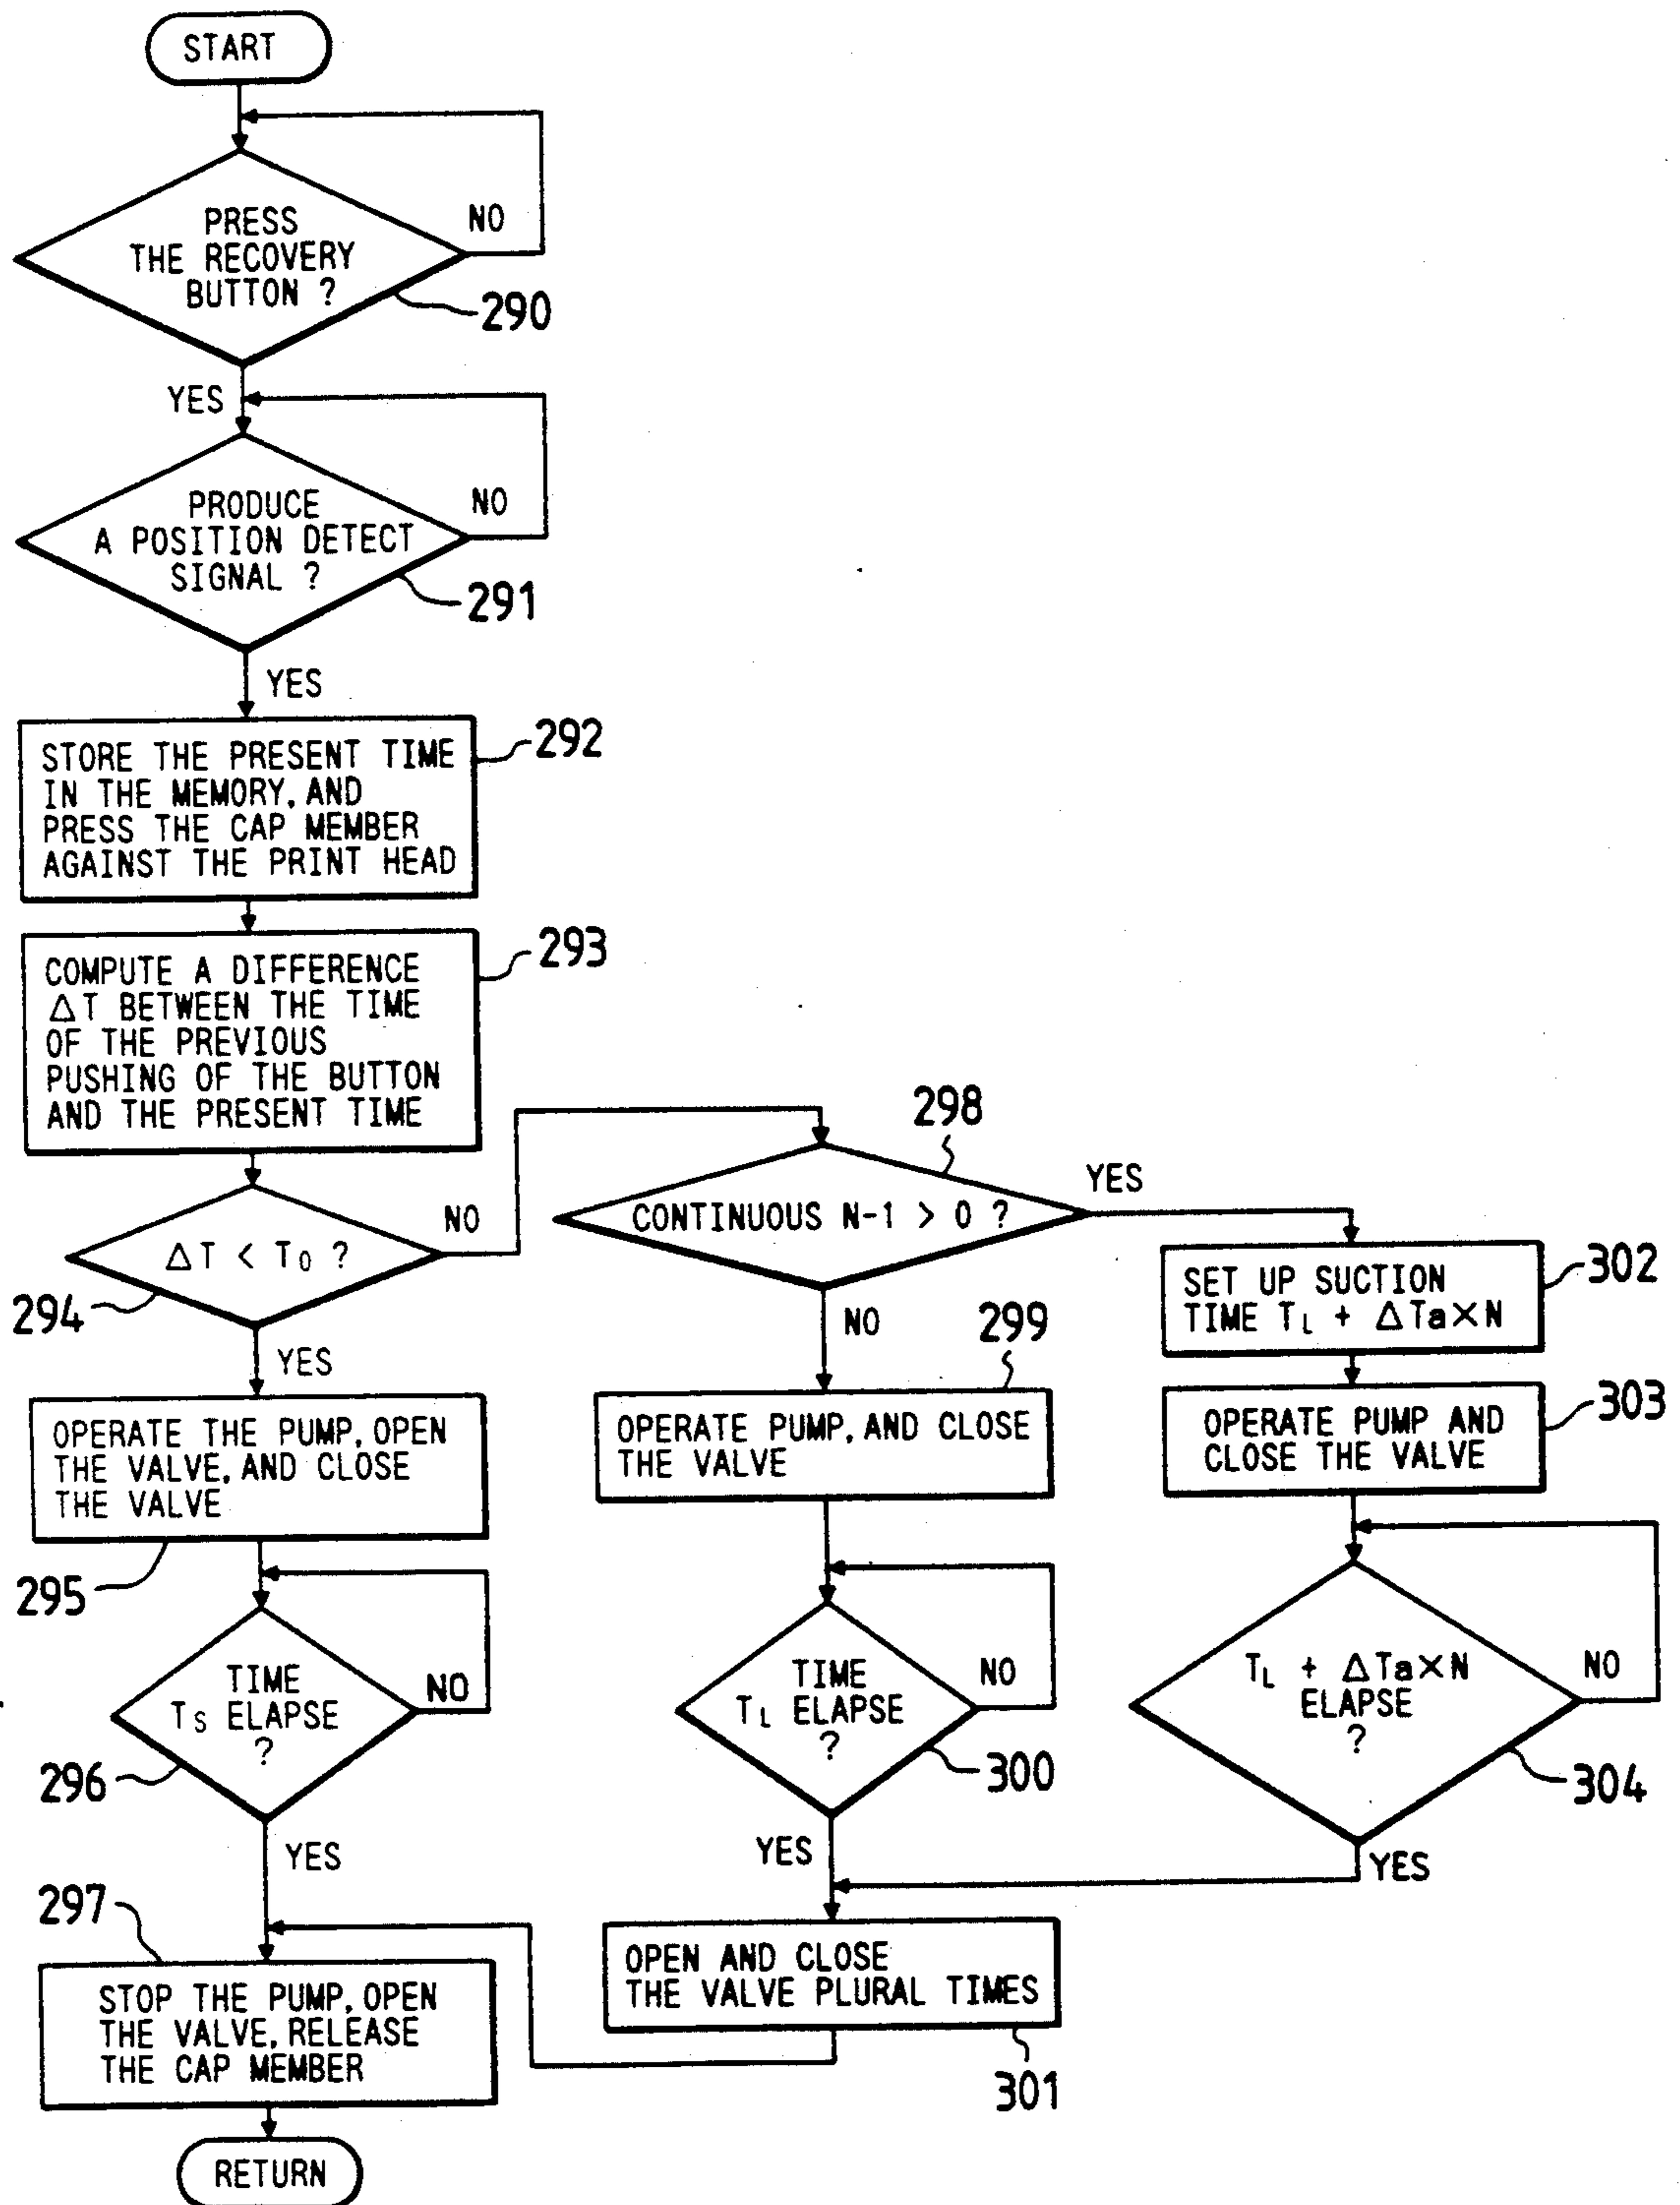 START
PRESS
THE RECOVERY
BUTTON ?
NO
290
YES
PRODUCE
A POSITION DETECT
SIGNAL ?
NO
291
YES
STORE THE PRESENT TIME
IN THE MEMORY, AND
PRESS THE CAP MEMBER
AGAINST THE PRINT HEAD
292
COMPUTE A DIFFERENCE
ΔT BETWEEN THE TIME
OF THE PREVIOUS
PUSHING OF THE BUTTON
AND THE PRESENT TIME
293
ΔT < T0 ?
NO
294
YES
OPERATE THE PUMP, OPEN
THE VALVE, AND CLOSE
THE VALVE
295
TIME
TS ELAPSE
?
NO
296
YES
297
STOP THE PUMP, OPEN
THE VALVE, RELEASE
THE CAP MEMBER
RETURN
298
CONTINUOUS N-1 > 0 ?
YES
NO
299
OPERATE PUMP, AND CLOSE
THE VALVE
TIME
TL ELAPSE
?
NO
300
YES
OPEN AND CLOSE
THE VALVE PLURAL TIMES
301
SET UP SUCTION
TIME TL + ΔTa×N
302
OPERATE PUMP AND
CLOSE THE VALVE
303
TL + ΔTa×N
ELAPSE
?
NO
304
YES